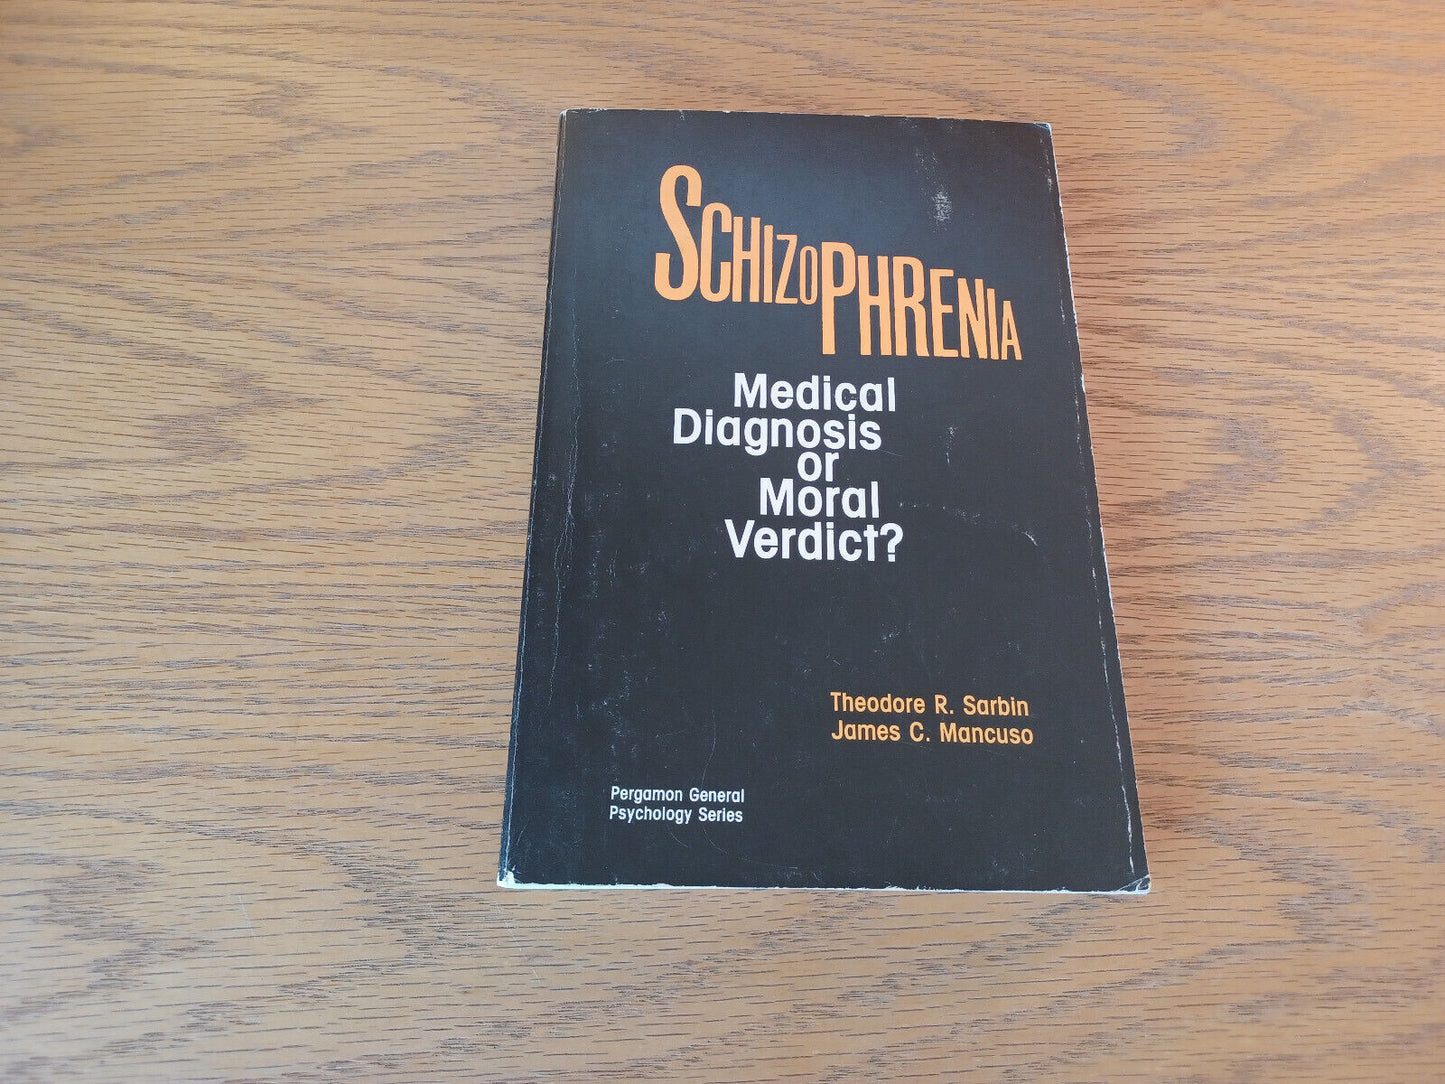 SCHIZOPHRENIA
Medical
Diagnosis
or
Moral
Verdict?
Theodore R. Sarbin
James C. Mancuso
Pergamon General
Psychology Series